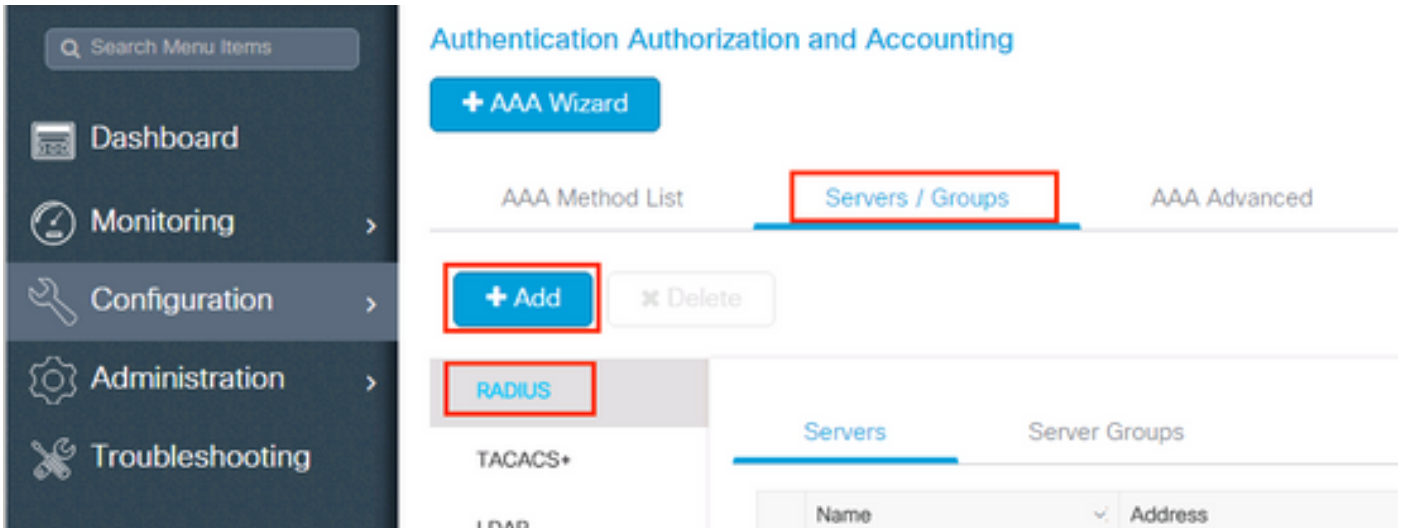 Search Menu Items
Dashboard
Monitoring
Configuration
Administration
Troubleshooting
Authentication Authorization and Accounting
+ AAA Wizard
AAA Method List Servers / Groups AAA Advanced
+ Add × Delete
RADIUS
TACACS+
LDAP
Servers Server Groups
Name Address